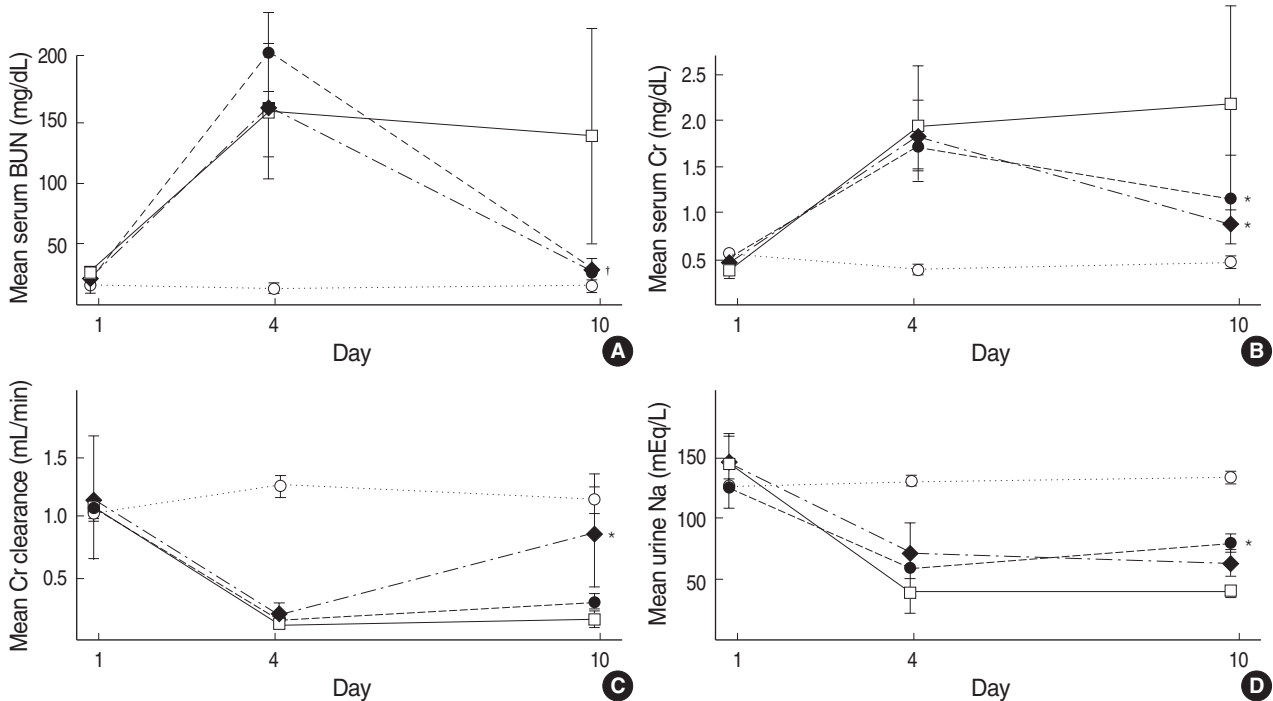 Mean serum BUN (mg/dL)
200
150
100
50
†
1 4 10
Day
A
Mean serum Cr (mg/dL)
2.5
2.0
1.5
1.0
0.5
*
*
1 4 10
Day
B
Mean Cr clearance (mL/min)
1.5
1.0
0.5
*
1 4 10
Day
C
Mean urine Na (mEq/L)
150
100
50
*
1 4 10
Day
D